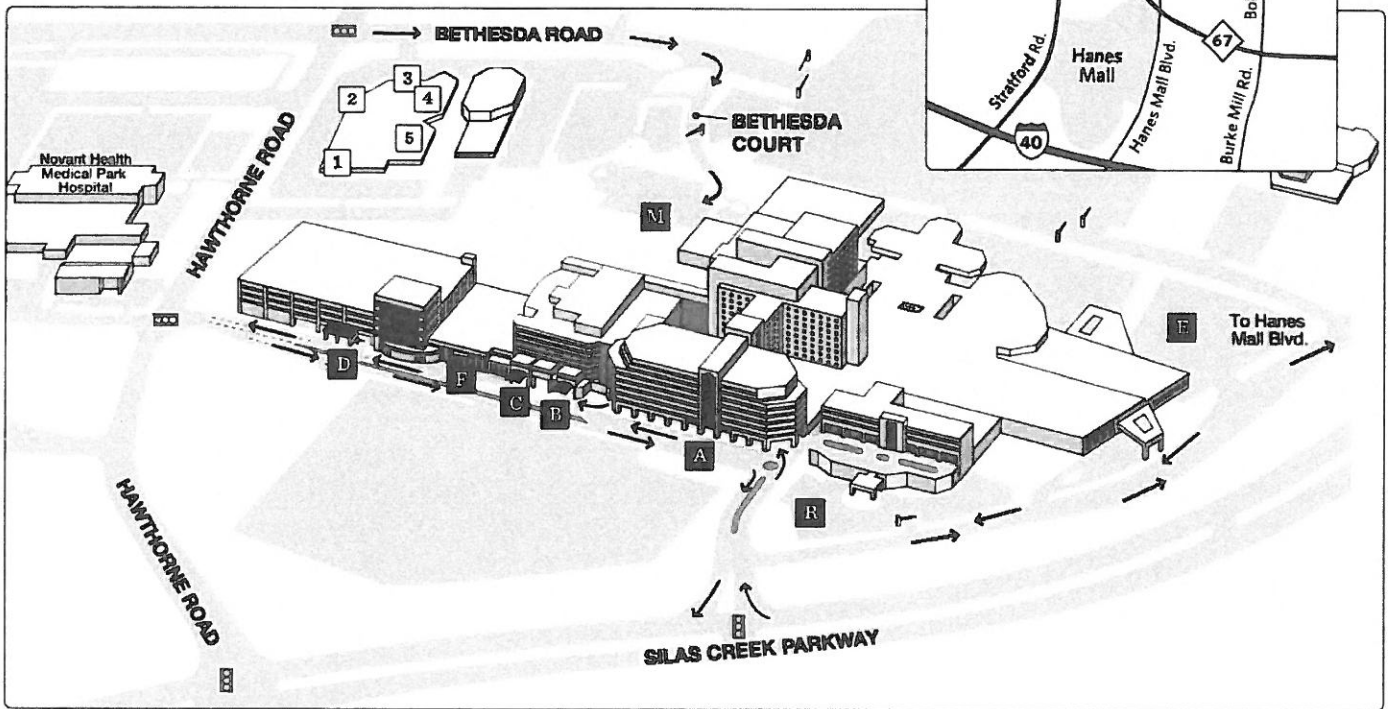 BETHESDA ROAD
Stratford Rd.
Hanes
Mall
Hanes Mall Blvd.
67
Bo
Burke Mill Rd.
40
3
2
4
5
1
BETHESDA
COURT
Novant Health
Medical Park
Hospital
HAWTHORNE ROAD
M
E
To Hanes
Mall Blvd.
D
F
C
B
A
R
HAWTHORNE ROAD
SILAS CREEK PARKWAY